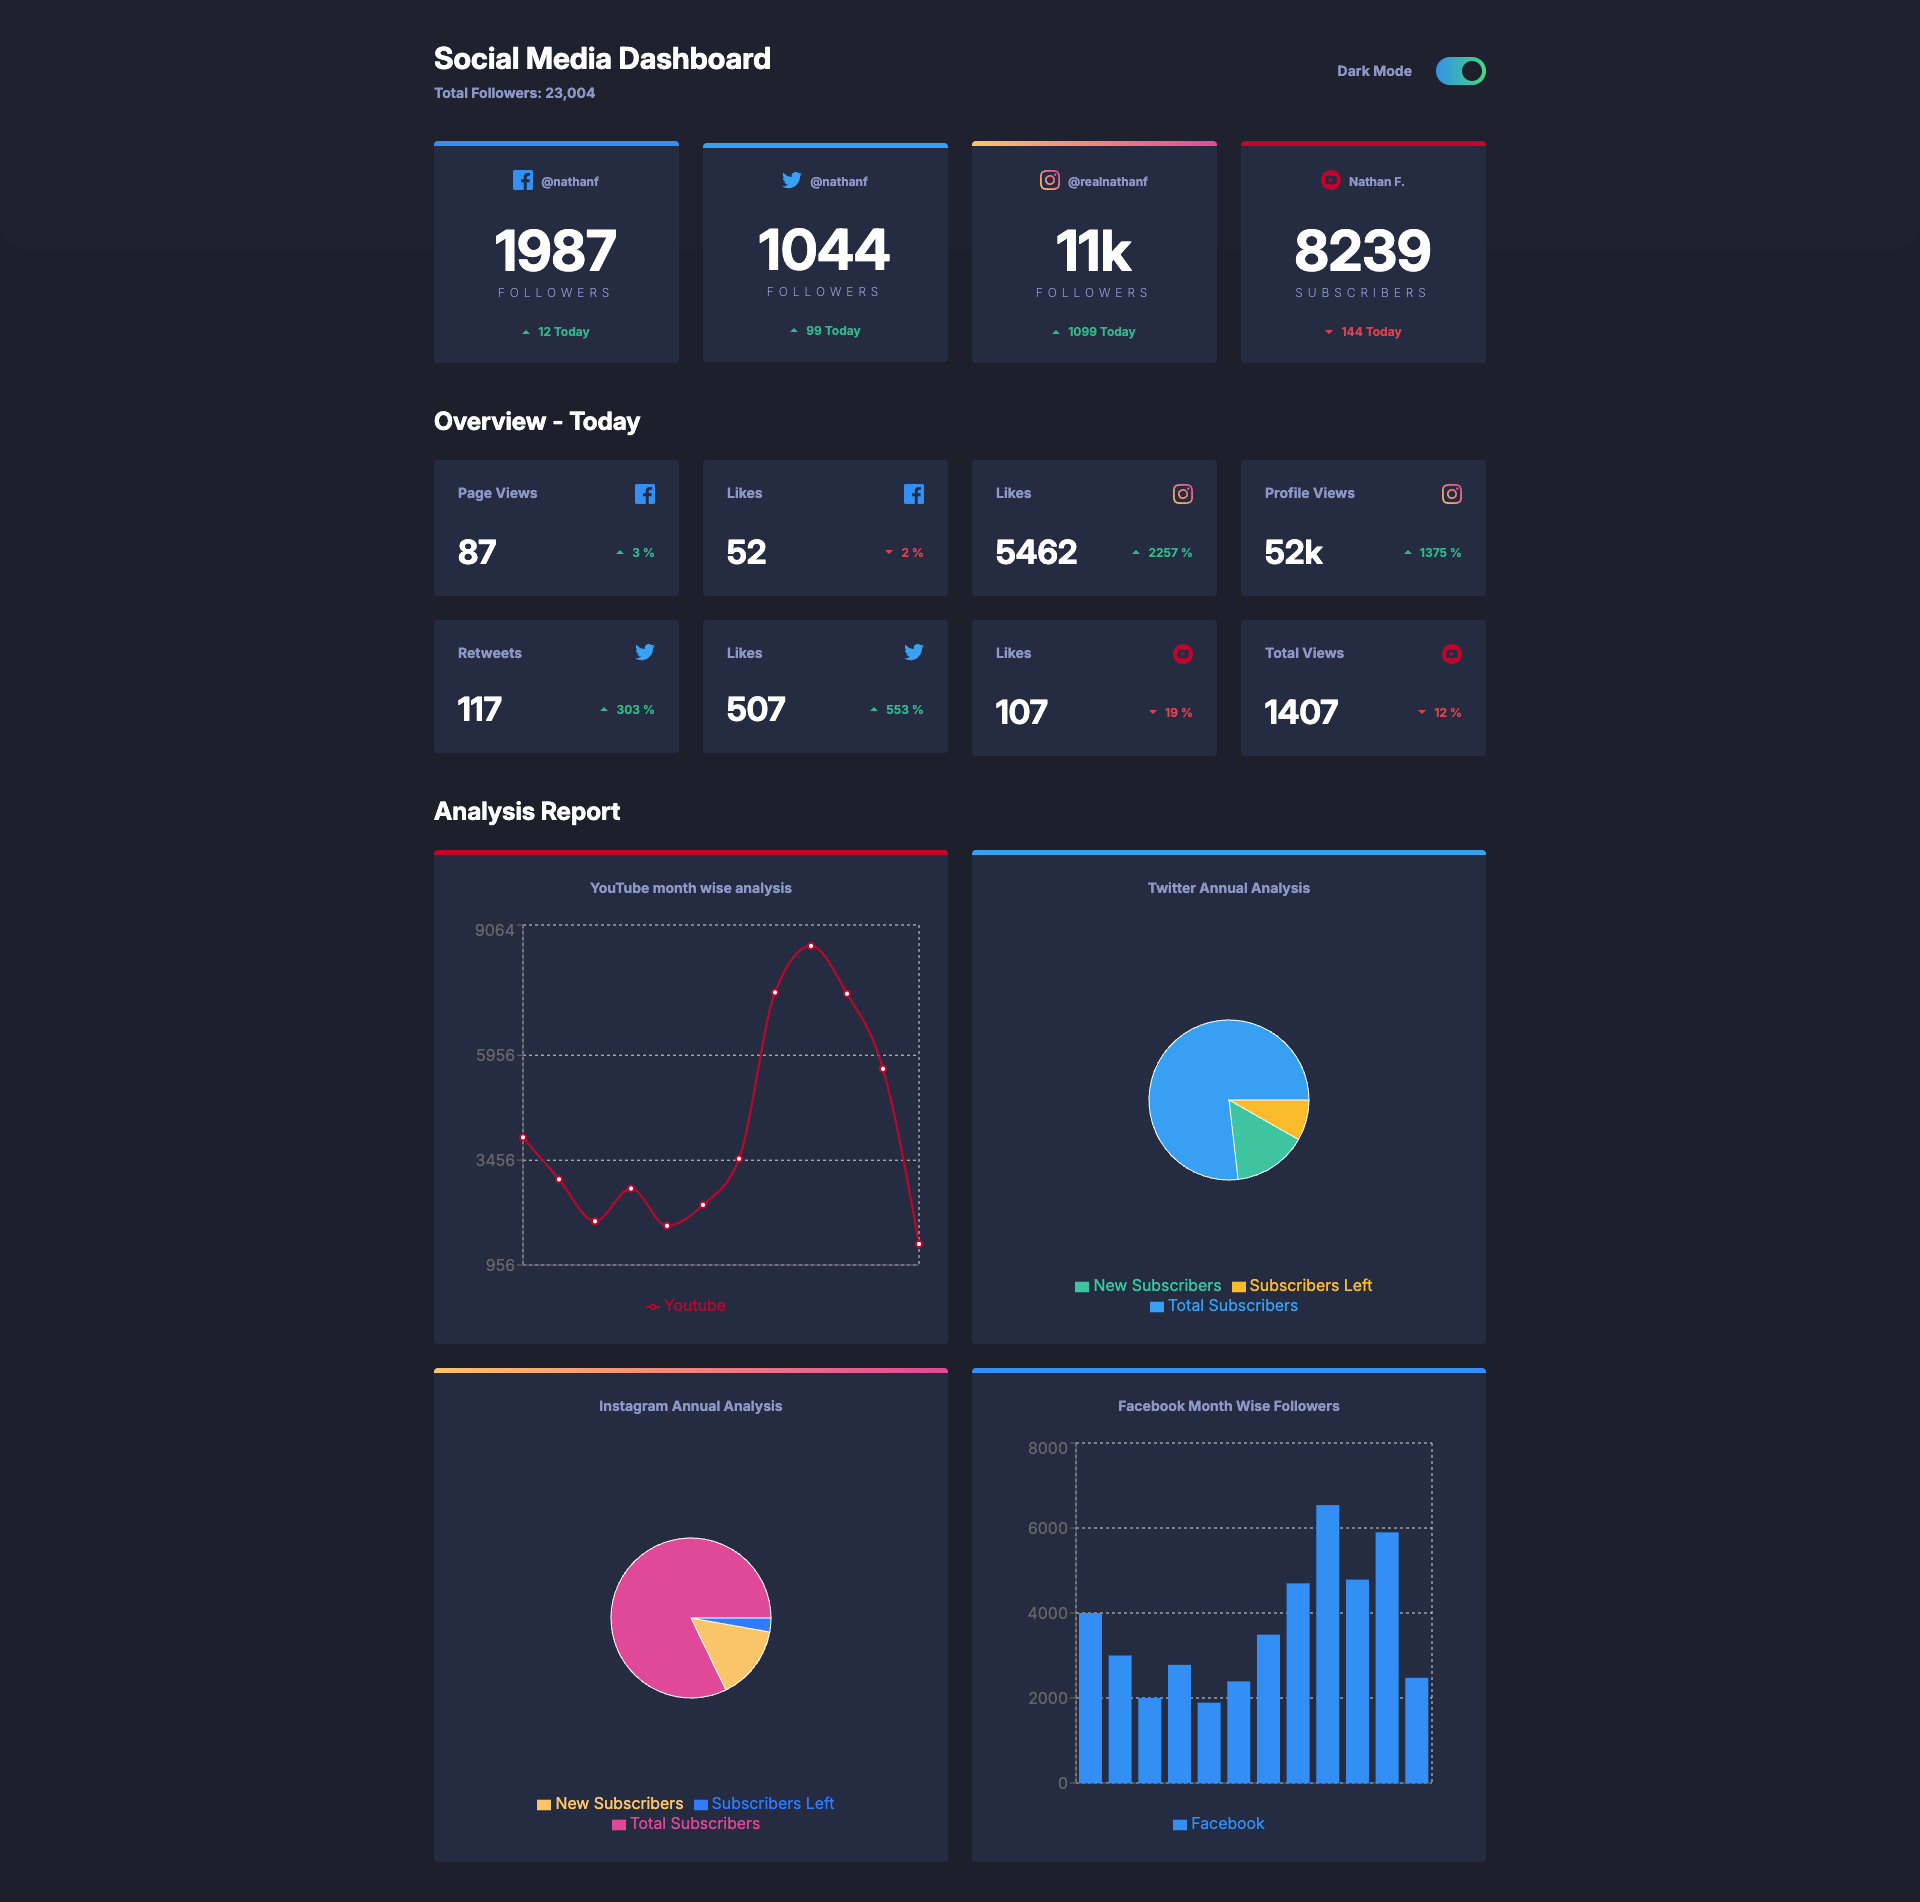 Social Media Dashboard
Total Followers: 23,004
Dark Mode
@nathanf
1987
FOLLOWERS
12 Today
@nathanf
1044
FOLLOWERS
99 Today
@realnathanf
11k
FOLLOWERS
1099 Today
Nathan F.
8239
SUBSCRIBERS
144 Today
Overview - Today
Page Views
87
3 %
Likes
52
2 %
Likes
5462
2257 %
Profile Views
52k
1375 %
Retweets
117
303 %
Likes
507
553 %
Likes
107
19 %
Total Views
1407
12 %
Analysis Report
YouTube month wise analysis
9064
5956
3456
956
Youtube
Twitter Annual Analysis
New Subscribers Subscribers Left
Total Subscribers
Instagram Annual Analysis
New Subscribers Subscribers Left
Total Subscribers
Facebook Month Wise Followers
8000
6000
4000
2000
0
Facebook